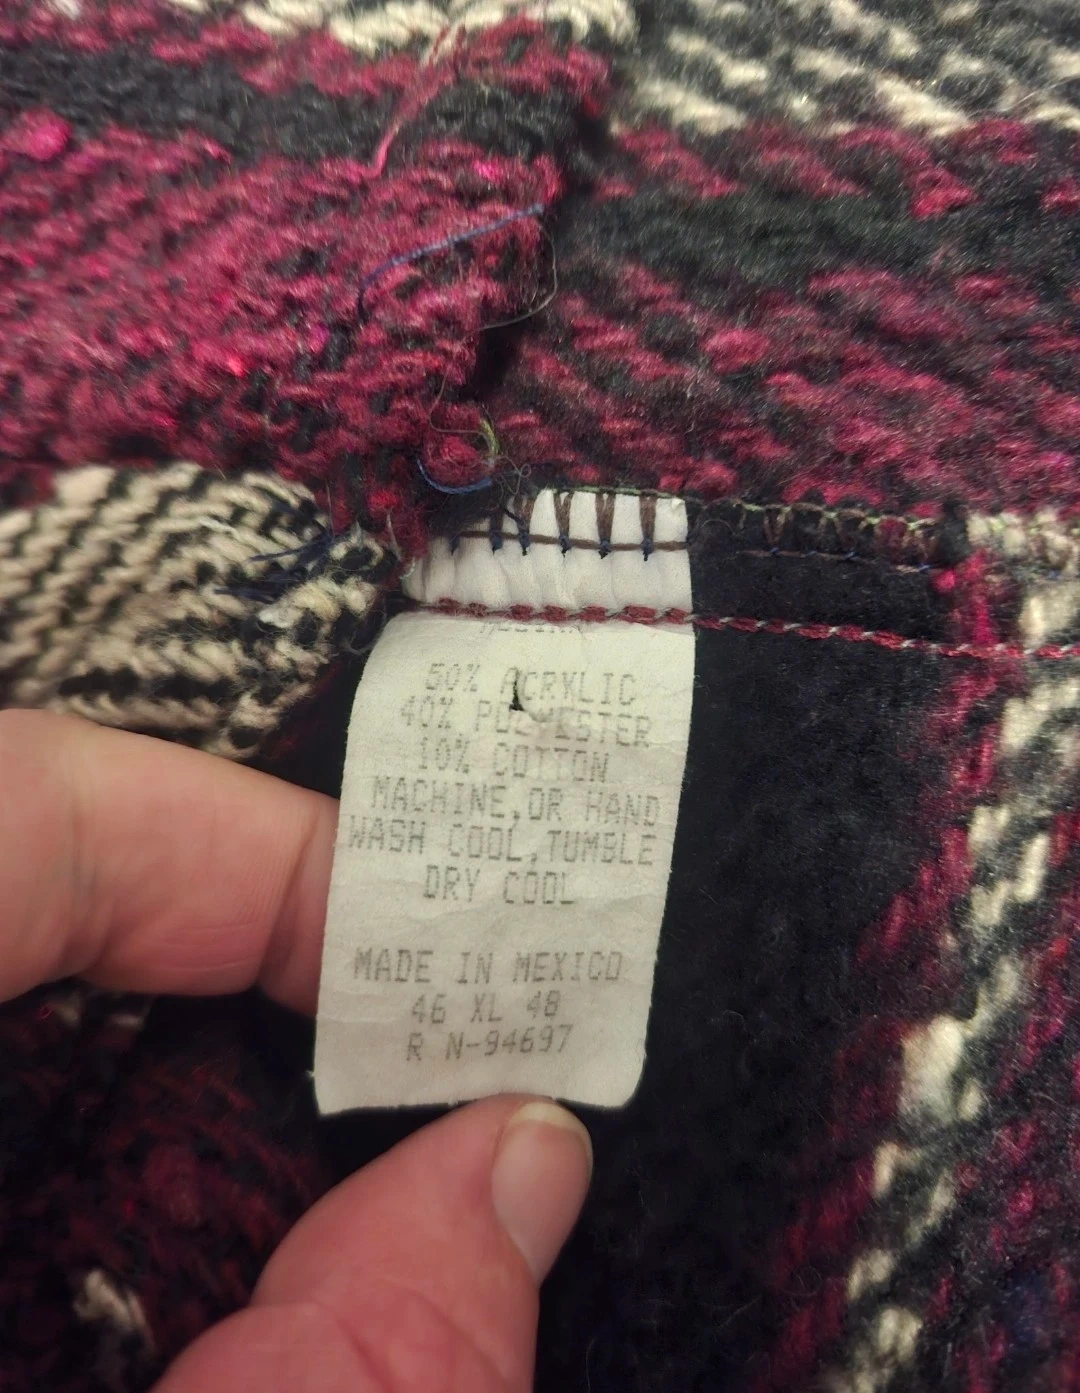 50% ACRYLIC
40% POLYESTER
10% COTTON
MACHINE,OR HAND
WASH COOL,TUMBLE
DRY COOL
MADE IN MEXICO
46 XL 48
R N-94697